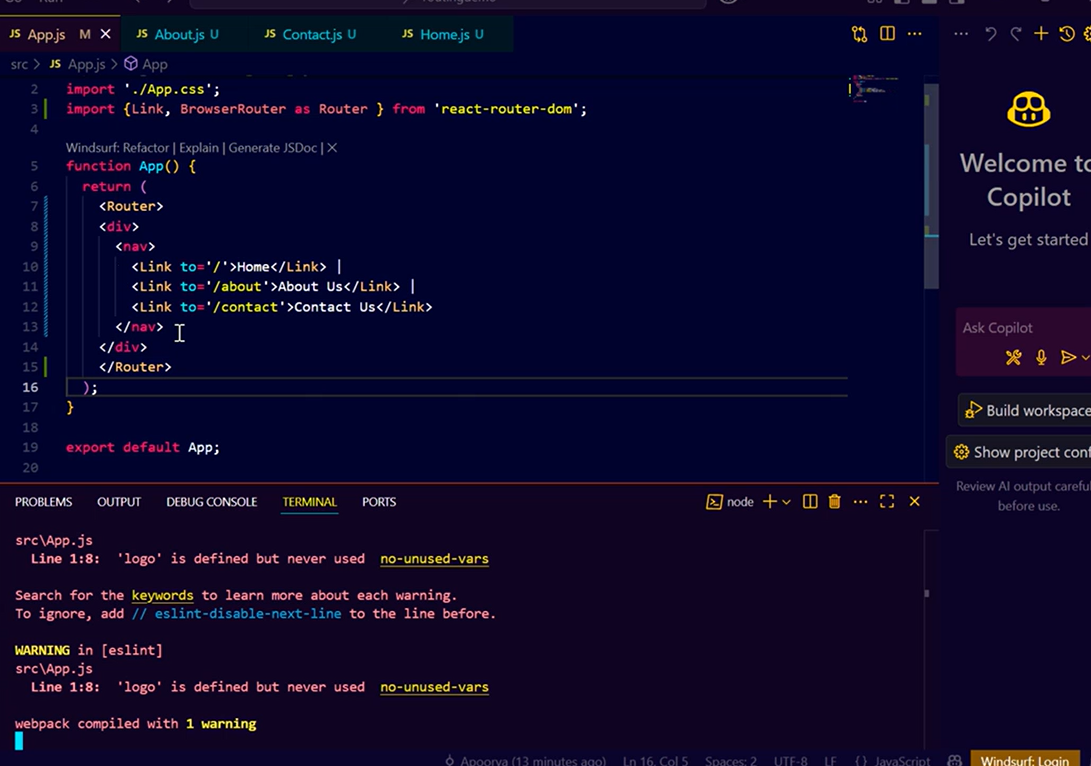 JS App.js M ✕ JS About.js U JS Contact.js U JS Home.js U
src > JS App.js > App
2 import './App.css';
3 import {Link, BrowserRouter as Router } from 'react-router-dom';
4
Windsurf: Refactor | Explain | Generate JSDoc | ✕
5 function App() {
6 return (
7 <Router>
8 <div>
9 <nav>
10 <Link to='/'>Home</Link> |
11 <Link to='/about'>About Us</Link> |
12 <Link to='/contact'>Contact Us</Link>
13 </nav>
14 </div>
15 </Router>
16 );
17 }
18
19 export default App;
20
Welcome to
Copilot
Let's get started
Ask Copilot
Build workspace
Show project conf
Review AI output careful
before use.
PROBLEMS OUTPUT DEBUG CONSOLE TERMINAL PORTS node
src\App.js
Line 1:8: 'logo' is defined but never used no-unused-vars
Search for the keywords to learn more about each warning.
To ignore, add // eslint-disable-next-line to the line before.
WARNING in [eslint]
src\App.js
Line 1:8: 'logo' is defined but never used no-unused-vars
webpack compiled with 1 warning
Apoorva (13 minutes ago) Ln 16, Col 5 Spaces: 2 UTF-8 LF {} JavaScript Windsurf: Login